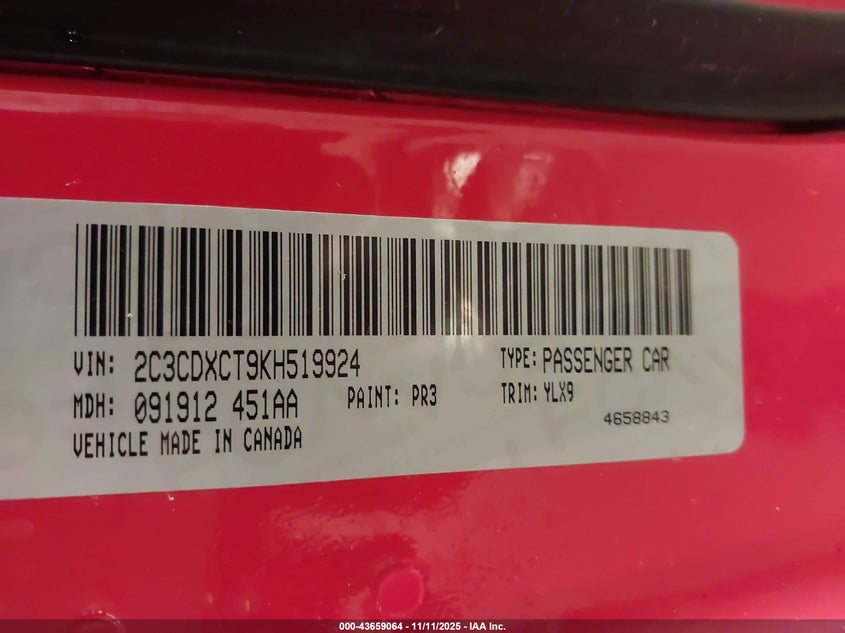 VIN: 2C3CDXCT9KH519924 TYPE: PASSENGER CAR
MDH: 091912 451AA PAINT: PR3 TRIM: YLX9
4658843
VEHICLE MADE IN CANADA
000-43659064 - 11/11/2025 - IAA Inc.